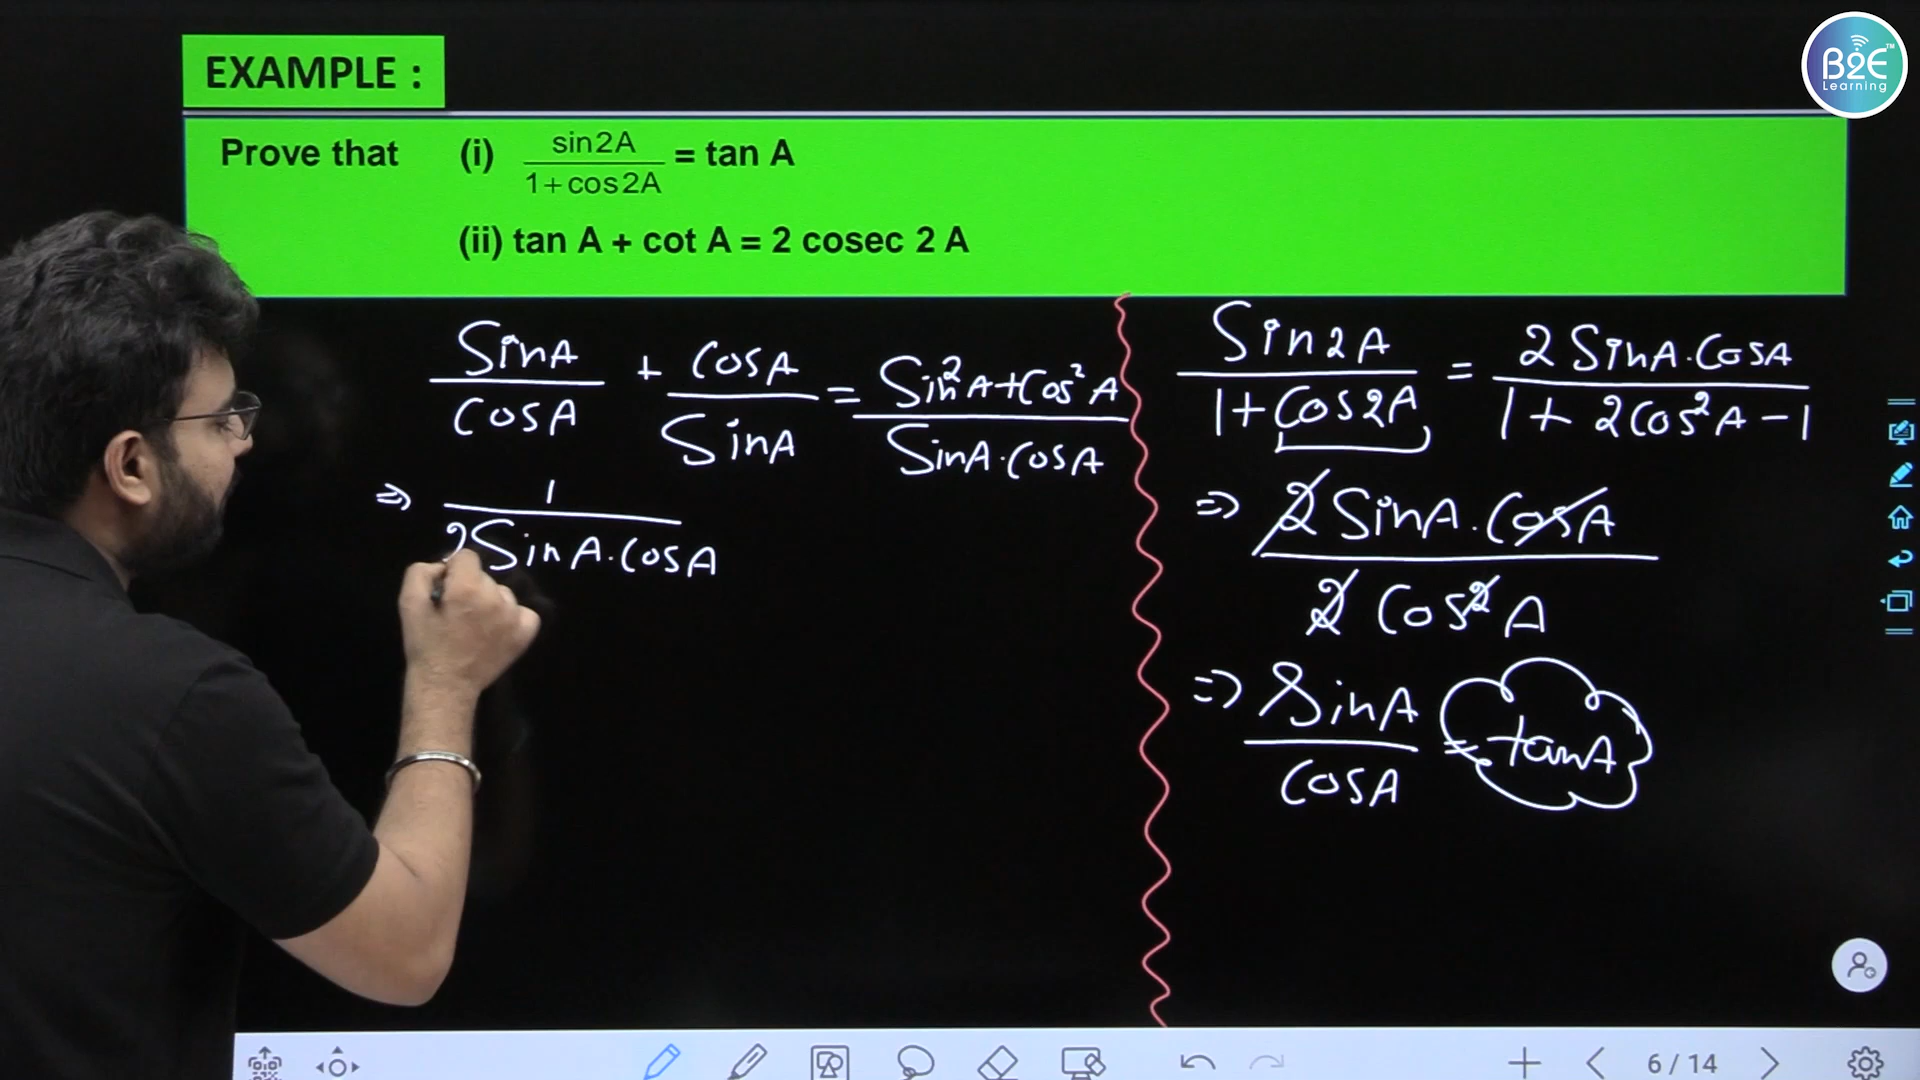 B2E™
Learning
EXAMPLE :
Prove that (i) sin2A / 1+cos2A = tan A
(ii) tan A + cot A = 2 cosec 2 A
SinA / CosA + CosA / SinA = Sin²A+Cos²A / SinA·CosA
⇒ 1 / 2SinA·CosA
Sin2A / 1+Cos2A = 2SinA·CosA / 1+2Cos²A-1
⇒ 2SinA·CosA / 2Cos²A
⇒ SinA / CosA = tanA
6 / 14